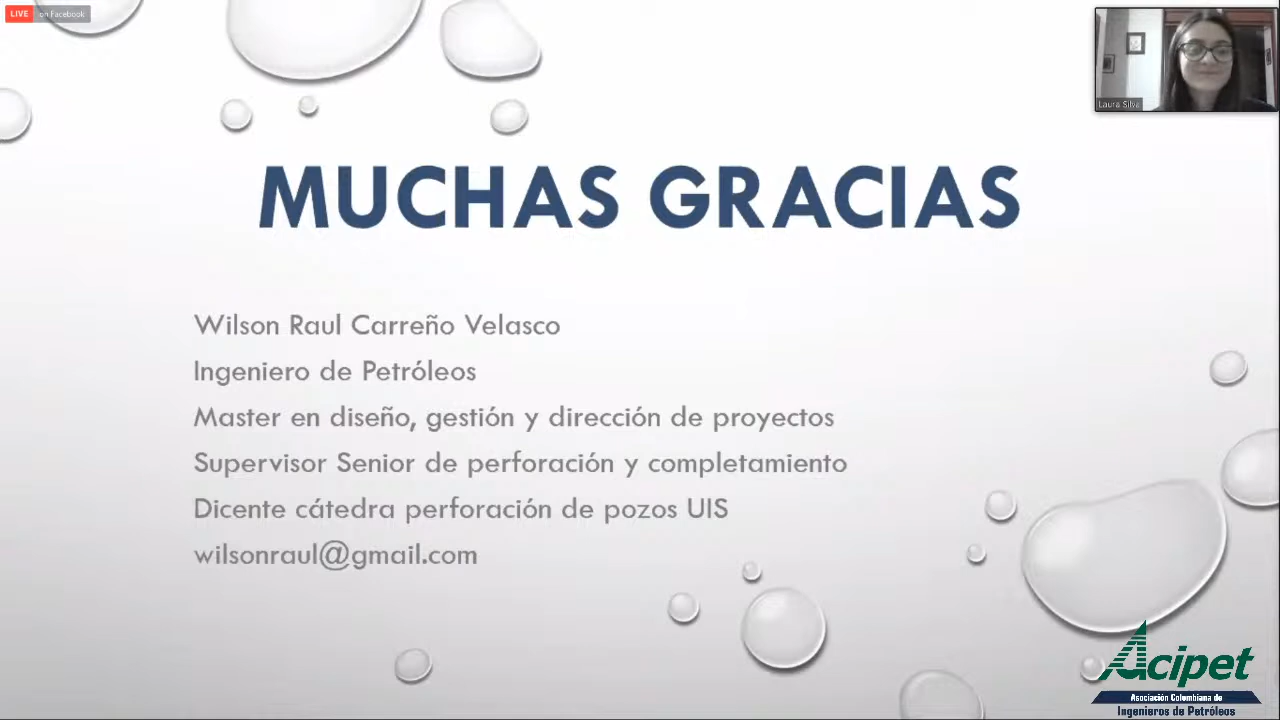 LIVE on Facebook
Laura Silva
MUCHAS GRACIAS
Wilson Raul Carreño Velasco
Ingeniero de Petróleos
Master en diseño, gestión y dirección de proyectos
Supervisor Senior de perforación y completamiento
Dicente cátedra perforación de pozos UIS
wilsonraul@gmail.com
Acipet
Asociación Colombiana de
Ingenieros de Petróleos